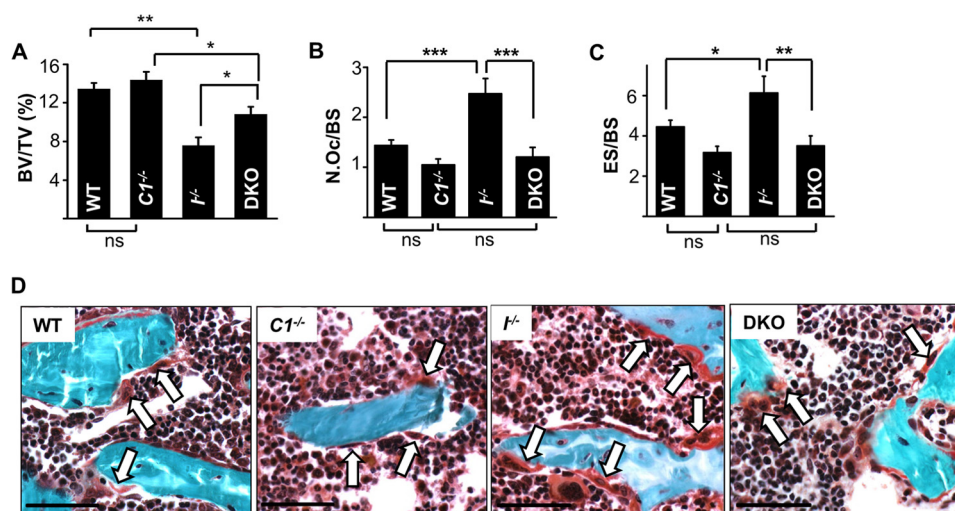 A
BV/TV (%)
16
12
8
4
**
*
*
WT
C1-/-
I-/-
DKO
ns
B
N.Oc/BS
3
2
1
***
***
WT
C1-/-
I-/-
DKO
ns
ns
C
ES/BS
6
4
2
*
**
WT
C1-/-
I-/-
DKO
ns
ns
D
WT
C1-/-
I-/-
DKO